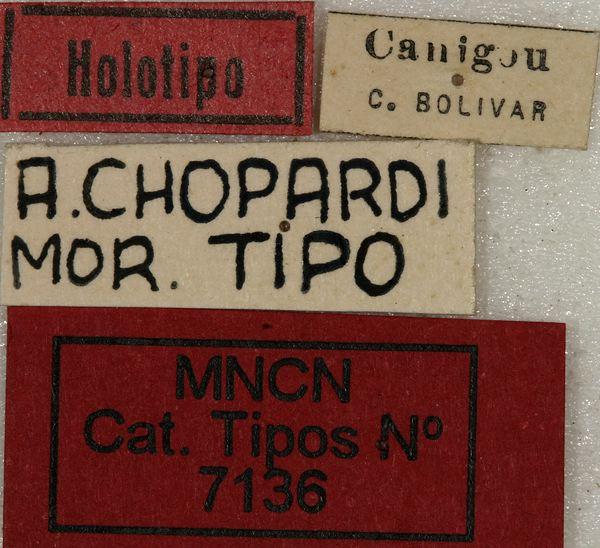 Holotipo
Canigou
C. BOLIVAR
A. CHOPARDI
MOR. TIPO
MNCN
Cat. Tipos Nº
7136